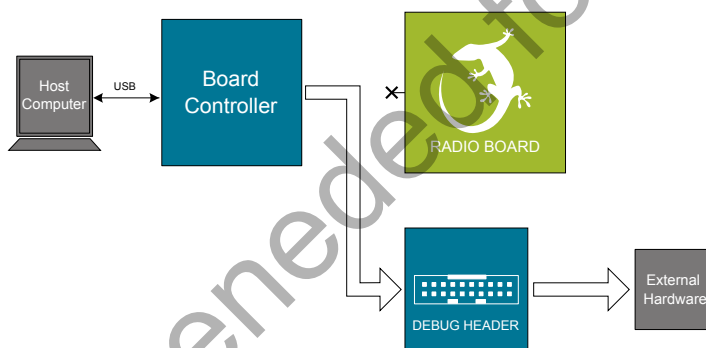 Host
Computer
USB
Board
Controller
RADIO BOARD
DEBUG HEADER
External
Hardware